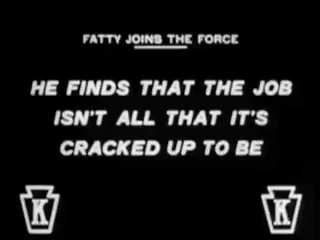 FATTY JOINS THE FORCE
HE FINDS THAT THE JOB
ISN'T ALL THAT IT'S
CRACKED UP TO BE
K K